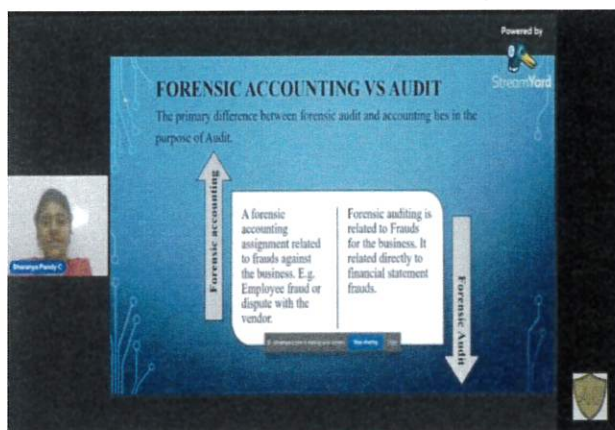 Powered by
StreamYard
FORENSIC ACCOUNTING VS AUDIT
The primary difference between forensic audit and accounting lies in the
purpose of Audit.
Forensic accounting
A forensic
accounting
assignment related
to frauds against
the business. E.g.
Employee fraud or
dispute with the
vendor.
Forensic auditing is
related to Frauds
for the business. It
related directly to
financial statement
frauds.
Forensic Audit
Bhavanya Pandy C
Stop sharing